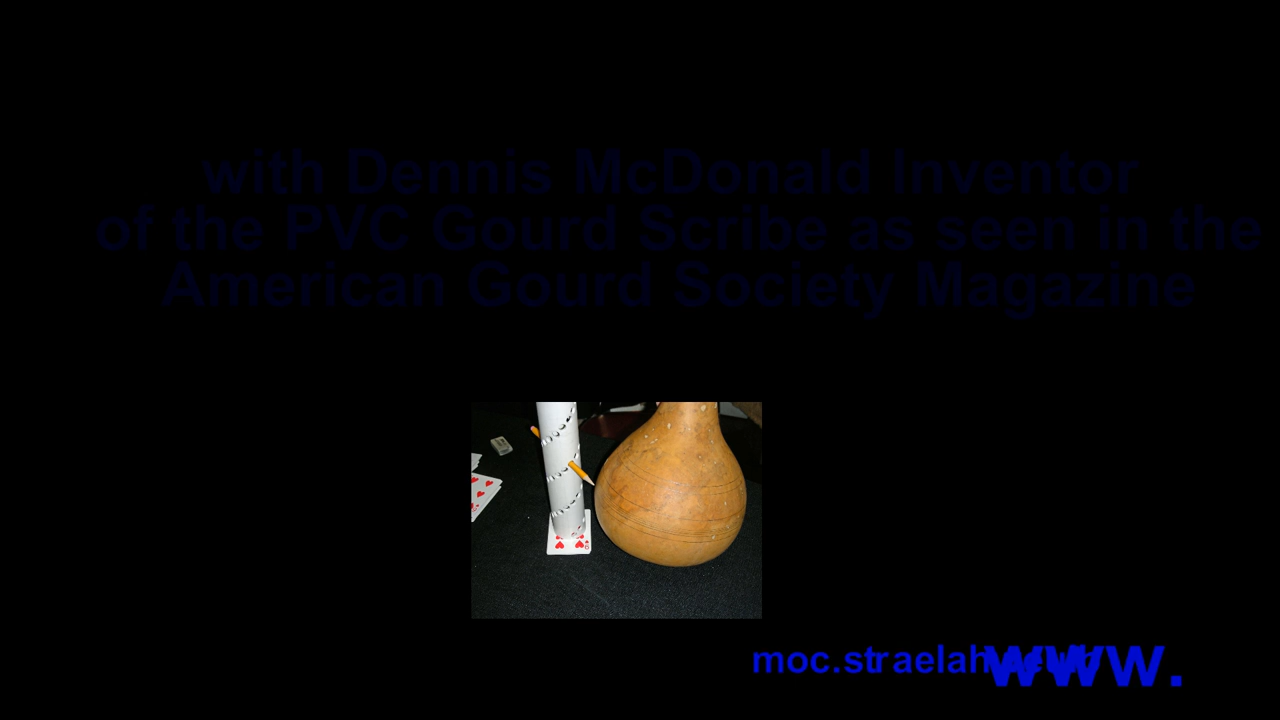 with Dennis McDonald Inventor
of the PVC Gourd Scribe as seen in the
American Gourd Society Magazine
moc.straelahweulb www.